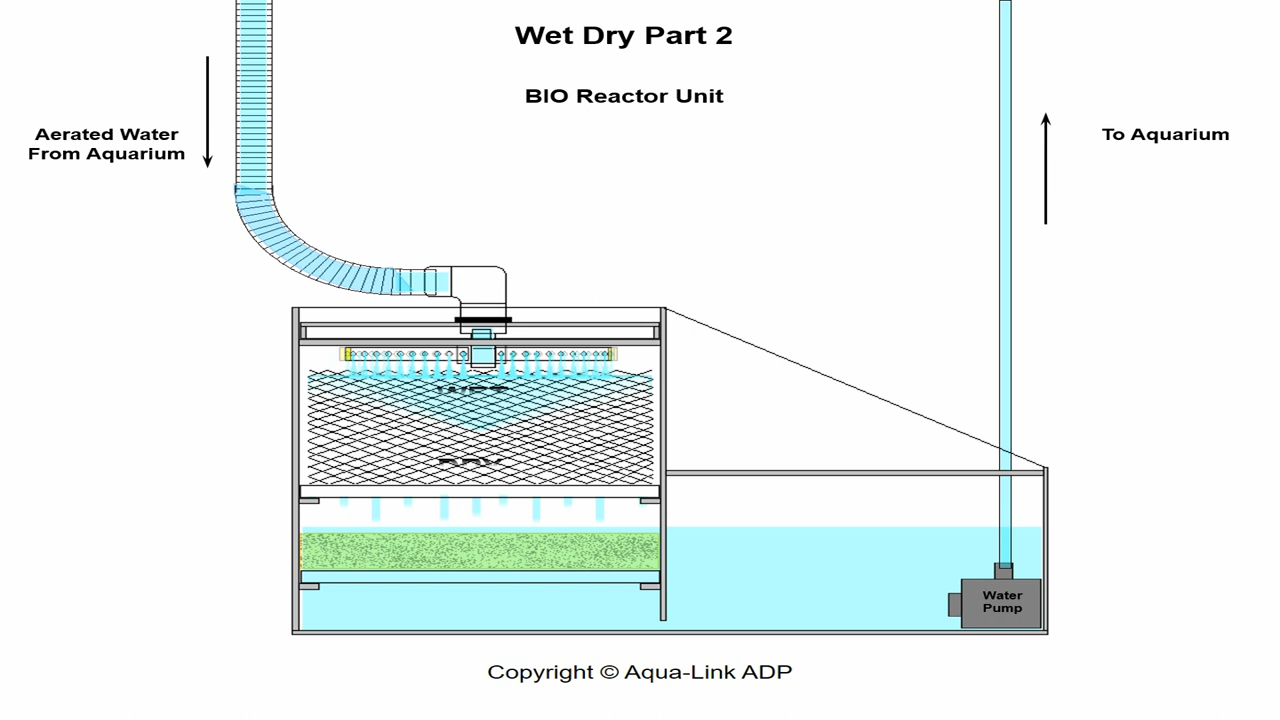 Wet Dry Part 2
BIO Reactor Unit
Aerated Water
From Aquarium
To Aquarium
Water
Pump
Copyright © Aqua-Link ADP